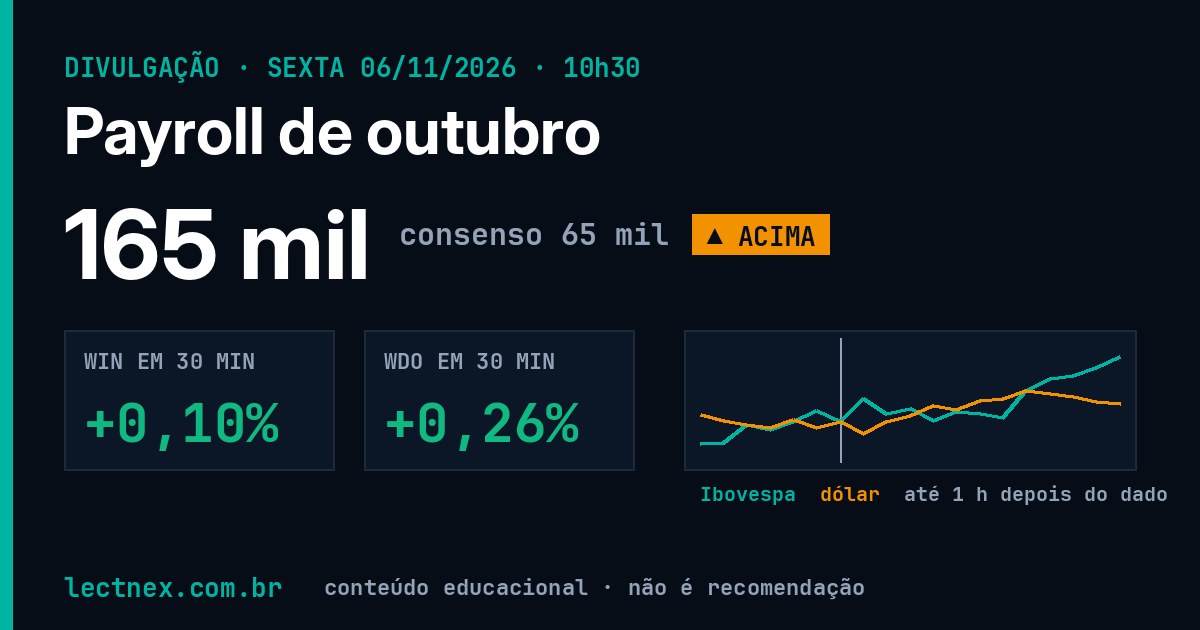 DIVULGAÇÃO · SEXTA 06/11/2026 · 10h30
Payroll de outubro
165 mil consenso 65 mil ▲ ACIMA
WIN EM 30 MIN
+0,10%
WDO EM 30 MIN
+0,26%
Ibovespa dólar até 1 h depois do dado
lectnex.com.br conteúdo educacional · não é recomendação